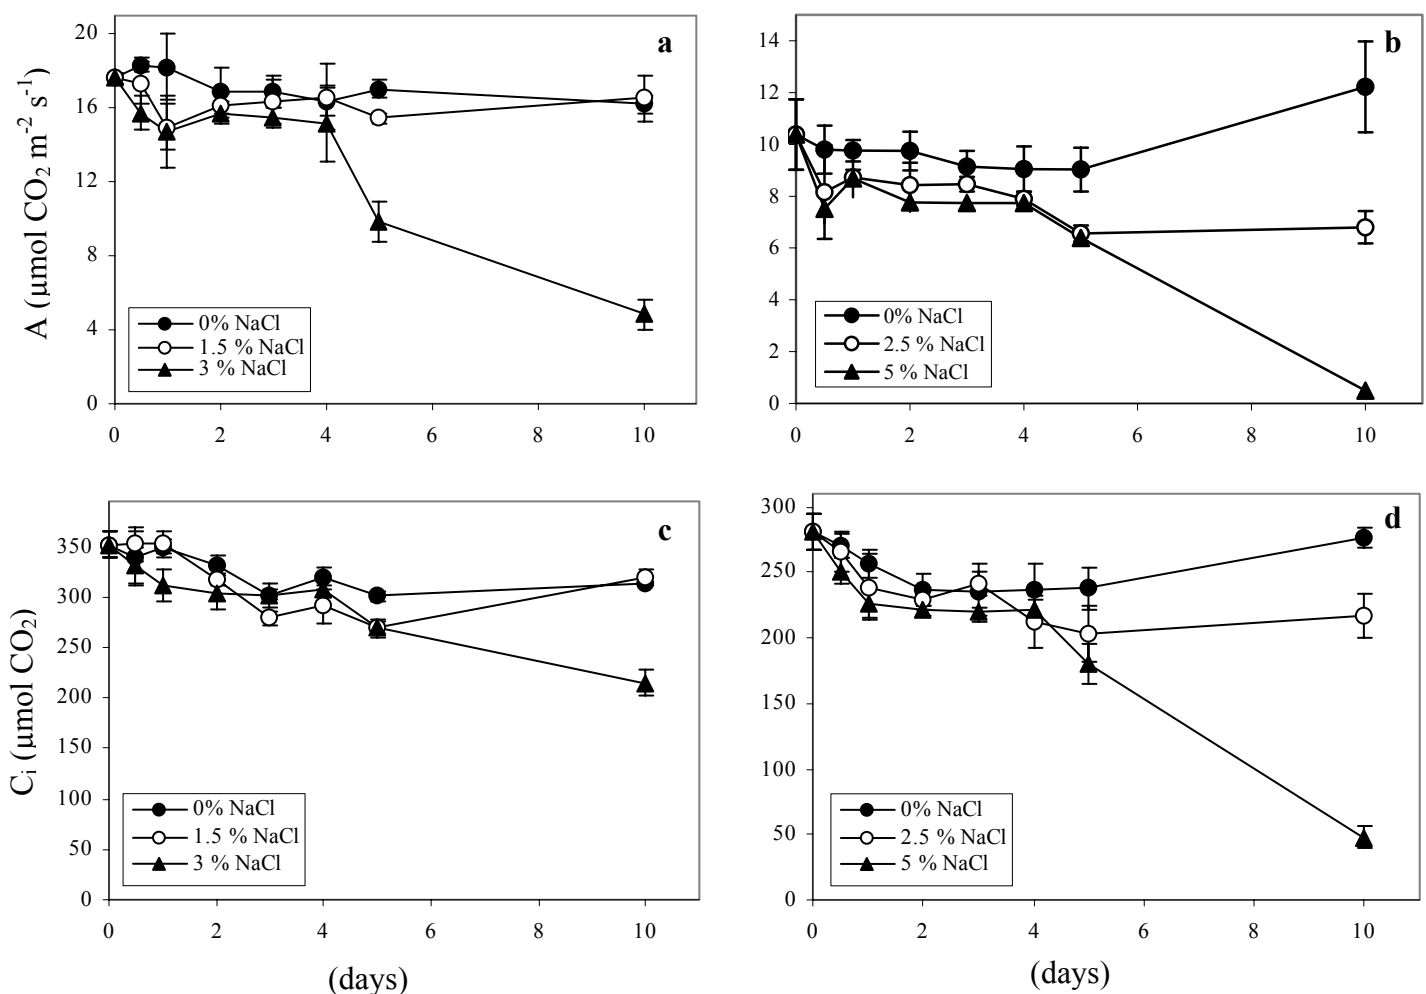 a
A (μmol CO₂ m⁻² s⁻¹)
20
16
12
8
4
0
0% NaCl
1.5 % NaCl
3 % NaCl
0 2 4 6 8 10
b
14
12
10
8
6
4
2
0
0% NaCl
2.5 % NaCl
5 % NaCl
0 2 4 6 8 10
c
Cᵢ (μmol CO₂)
350
300
250
200
150
100
50
0
0% NaCl
1.5 % NaCl
3 % NaCl
0 2 4 6 8 10
(days)
d
300
250
200
150
100
50
0
0% NaCl
2.5 % NaCl
5 % NaCl
0 2 4 6 8 10
(days)